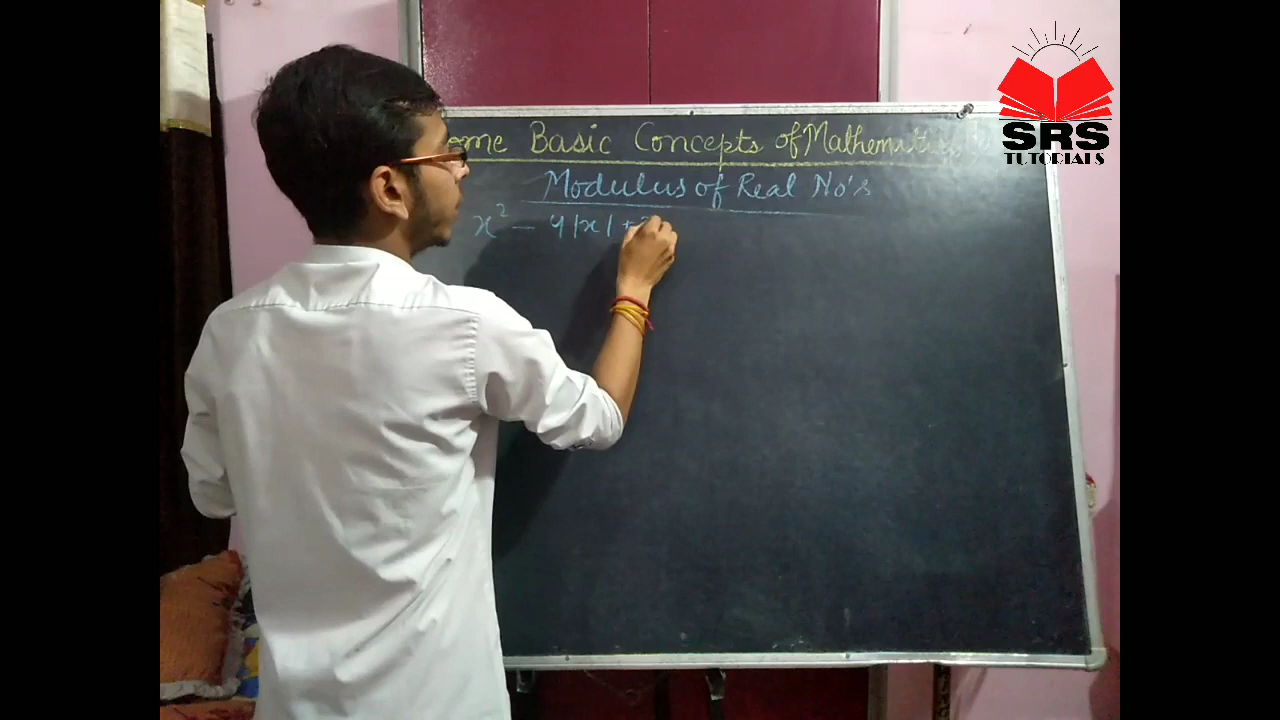 SRS
TUTORIALS
ome Basic Concepts of Mathemati
Modulus of Real No's
x² - 4|x| +